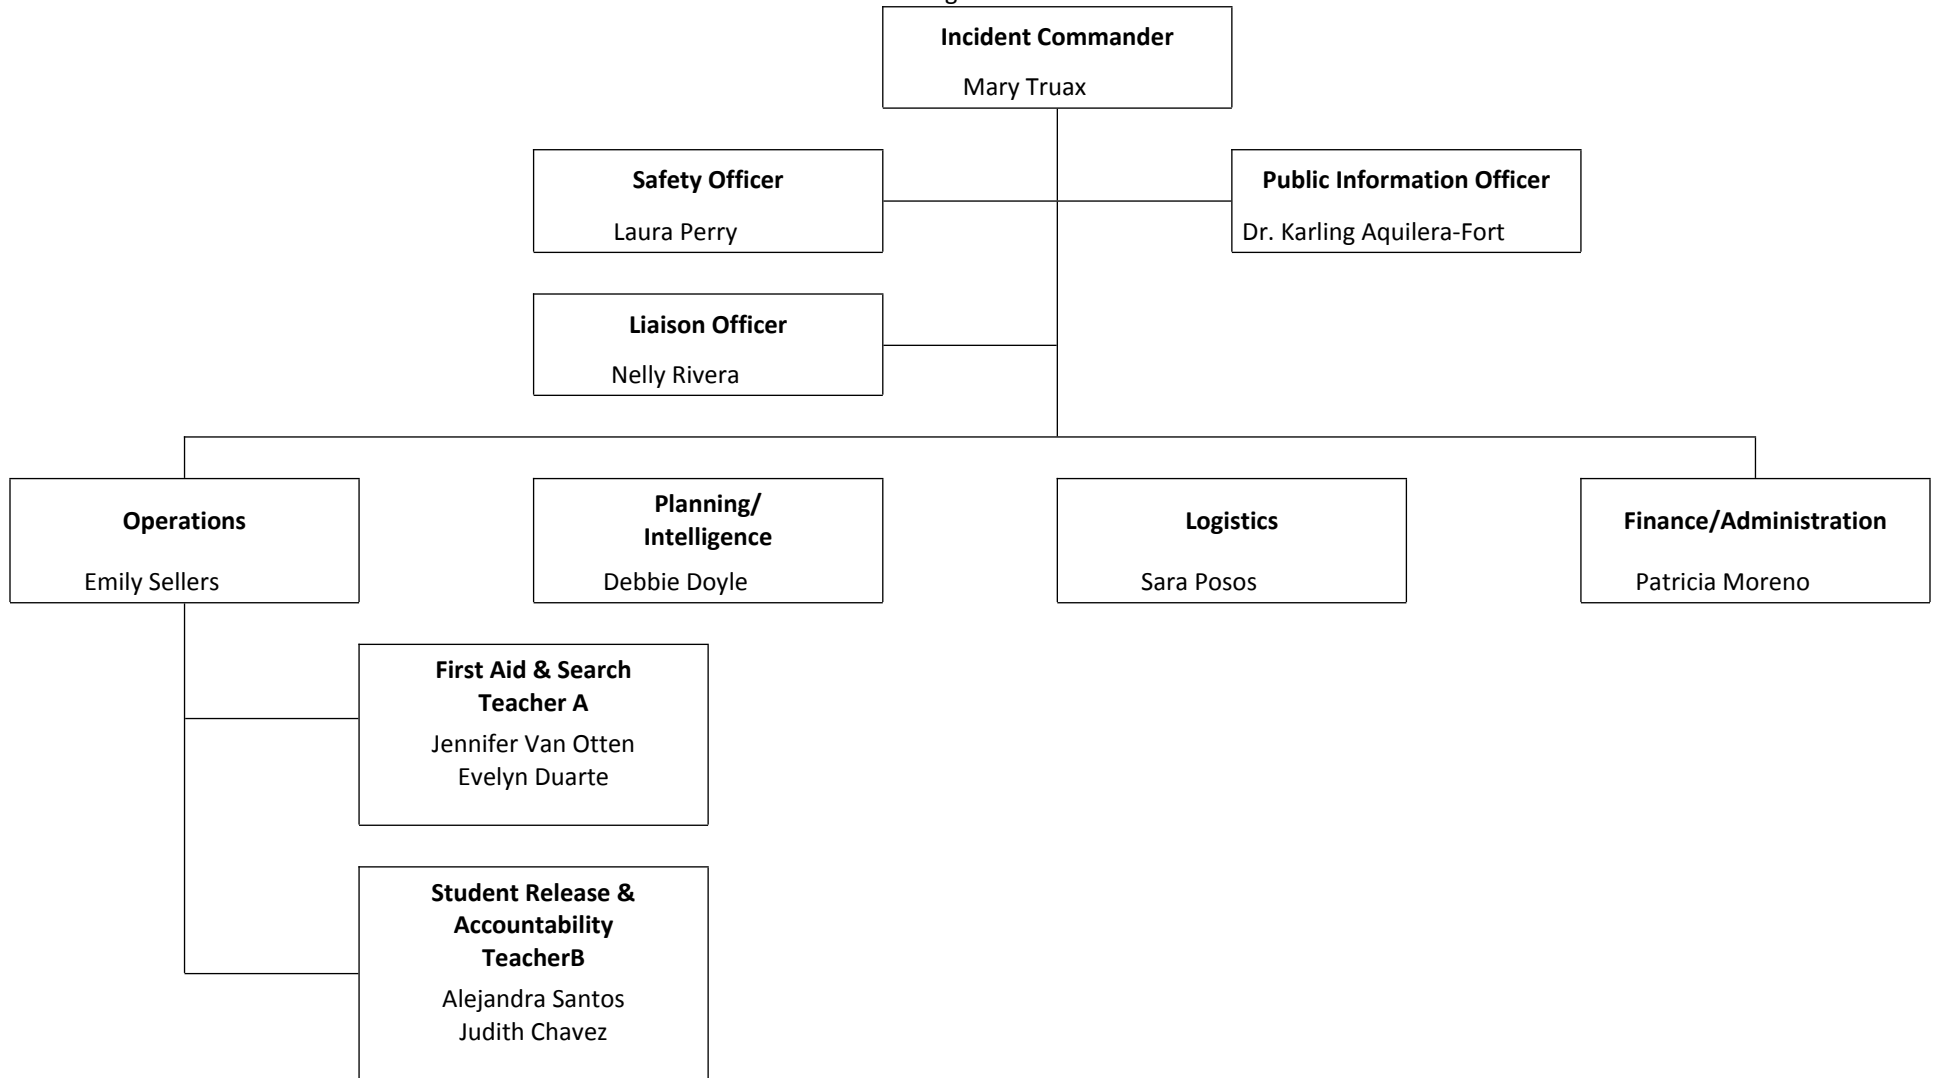 Incident Commander
Mary Truax
Safety Officer
Laura Perry
Public Information Officer
Dr. Karling Aquilera-Fort
Liaison Officer
Nelly Rivera
Operations
Emily Sellers
Planning/
Intelligence
Debbie Doyle
Logistics
Sara Posos
Finance/Administration
Patricia Moreno
First Aid & Search
Teacher A
Jennifer Van Otten
Evelyn Duarte
Student Release &
Accountability
TeacherB
Alejandra Santos
Judith Chavez